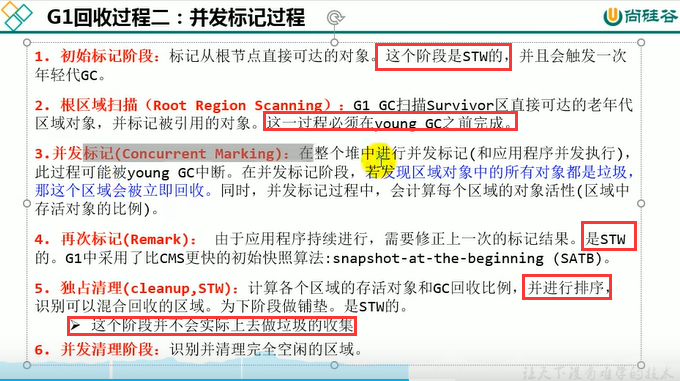 G1回收过程二：并发标记过程
尚硅谷
1. 初始标记阶段：标记从根节点直接可达的对象。这个阶段是STW的，并且会触发一次
年轻代GC。
2. 根区域扫描（Root Region Scanning）：G1 GC扫描Survivor区直接可达的老年代
区域对象，并标记被引用的对象。这一过程必须在young GC之前完成。
3.并发标记(Concurrent Marking)：在整个堆中进行并发标记(和应用程序并发执行)，
此过程可能被young GC中断。在并发标记阶段，若发现区域对象中的所有对象都是垃圾，
那这个区域会被立即回收。同时，并发标记过程中，会计算每个区域的对象活性(区域中
存活对象的比例)。
4. 再次标记(Remark)： 由于应用程序持续进行，需要修正上一次的标记结果。是STW
的。G1中采用了比CMS更快的初始快照算法:snapshot-at-the-beginning (SATB)。
5. 独占清理(cleanup,STW)：计算各个区域的存活对象和GC回收比例，并进行排序，
识别可以混合回收的区域。为下阶段做铺垫。是STW的。
➢ 这个阶段并不会实际上去做垃圾的收集
6. 并发清理阶段：识别并清理完全空闲的区域。
让天下没有难学的技术